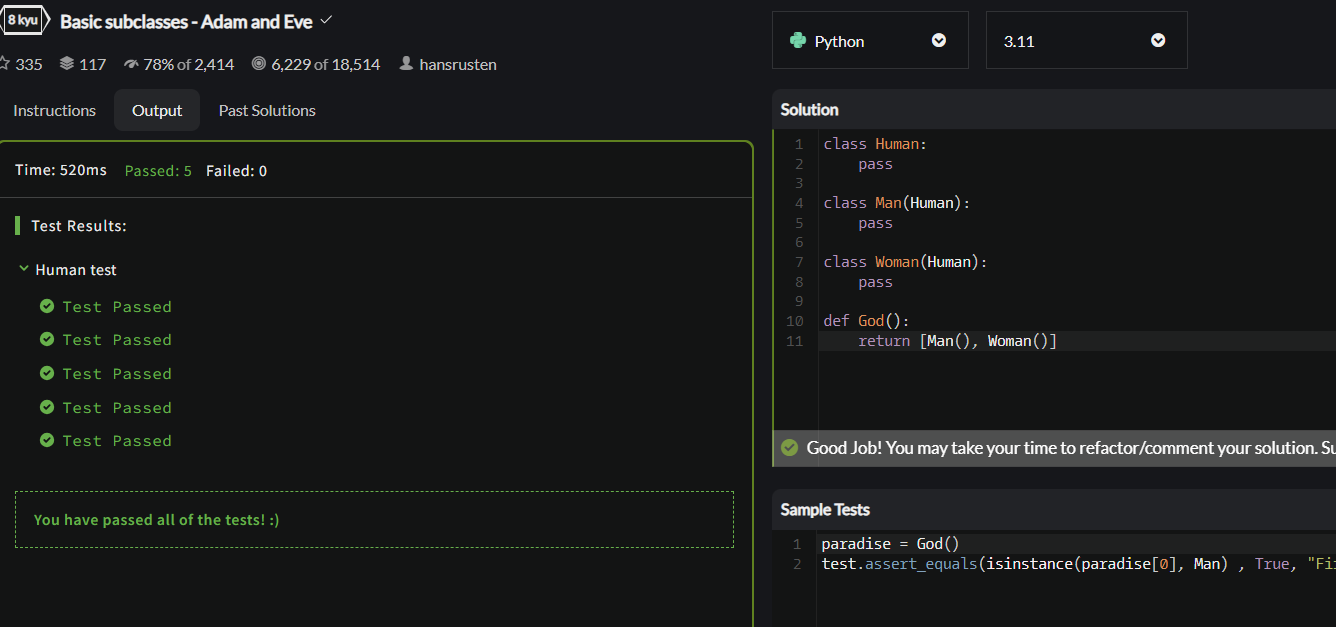 8 kyu Basic subclasses - Adam and Eve
335 117 78% of 2,414 6,229 of 18,514 hansrusten
Instructions Output Past Solutions
Time: 520ms Passed: 5 Failed: 0
Test Results:
Human test
Test Passed
Test Passed
Test Passed
Test Passed
Test Passed
You have passed all of the tests! :)
Python 3.11
Solution
1 class Human:
2     pass
3
4 class Man(Human):
5     pass
6
7 class Woman(Human):
8     pass
9
10 def God():
11     return [Man(), Woman()]
Good Job! You may take your time to refactor/comment your solution. Su
Sample Tests
1 paradise = God()
2 test.assert_equals(isinstance(paradise[0], Man) , True, "Fi